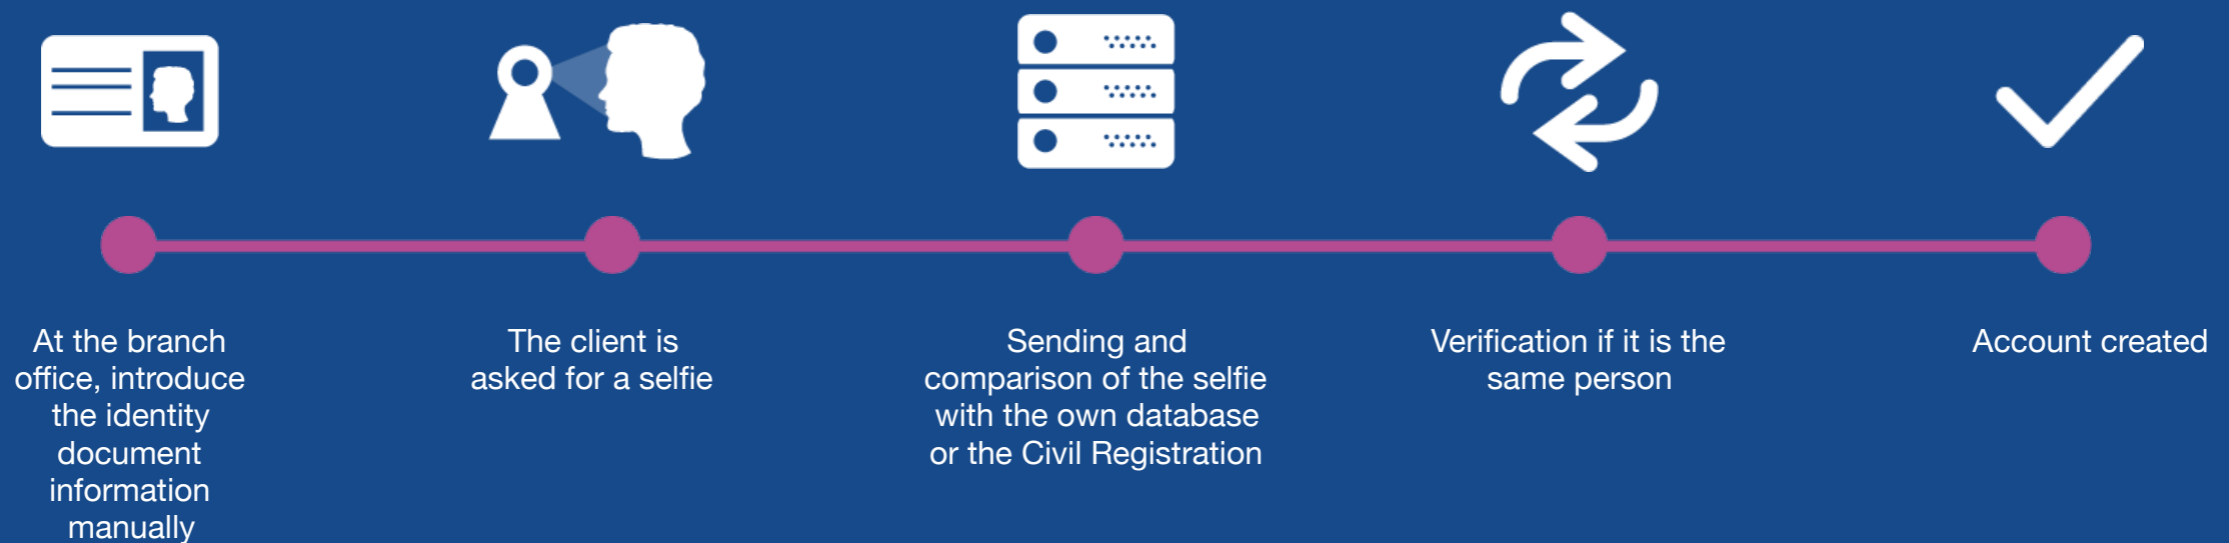 At the branch
office, introduce
the identity
document
information
manually
The client is
asked for a selfie
Sending and
comparison of the selfie
with the own database
or the Civil Registration
Verification if it is the
same person
Account created